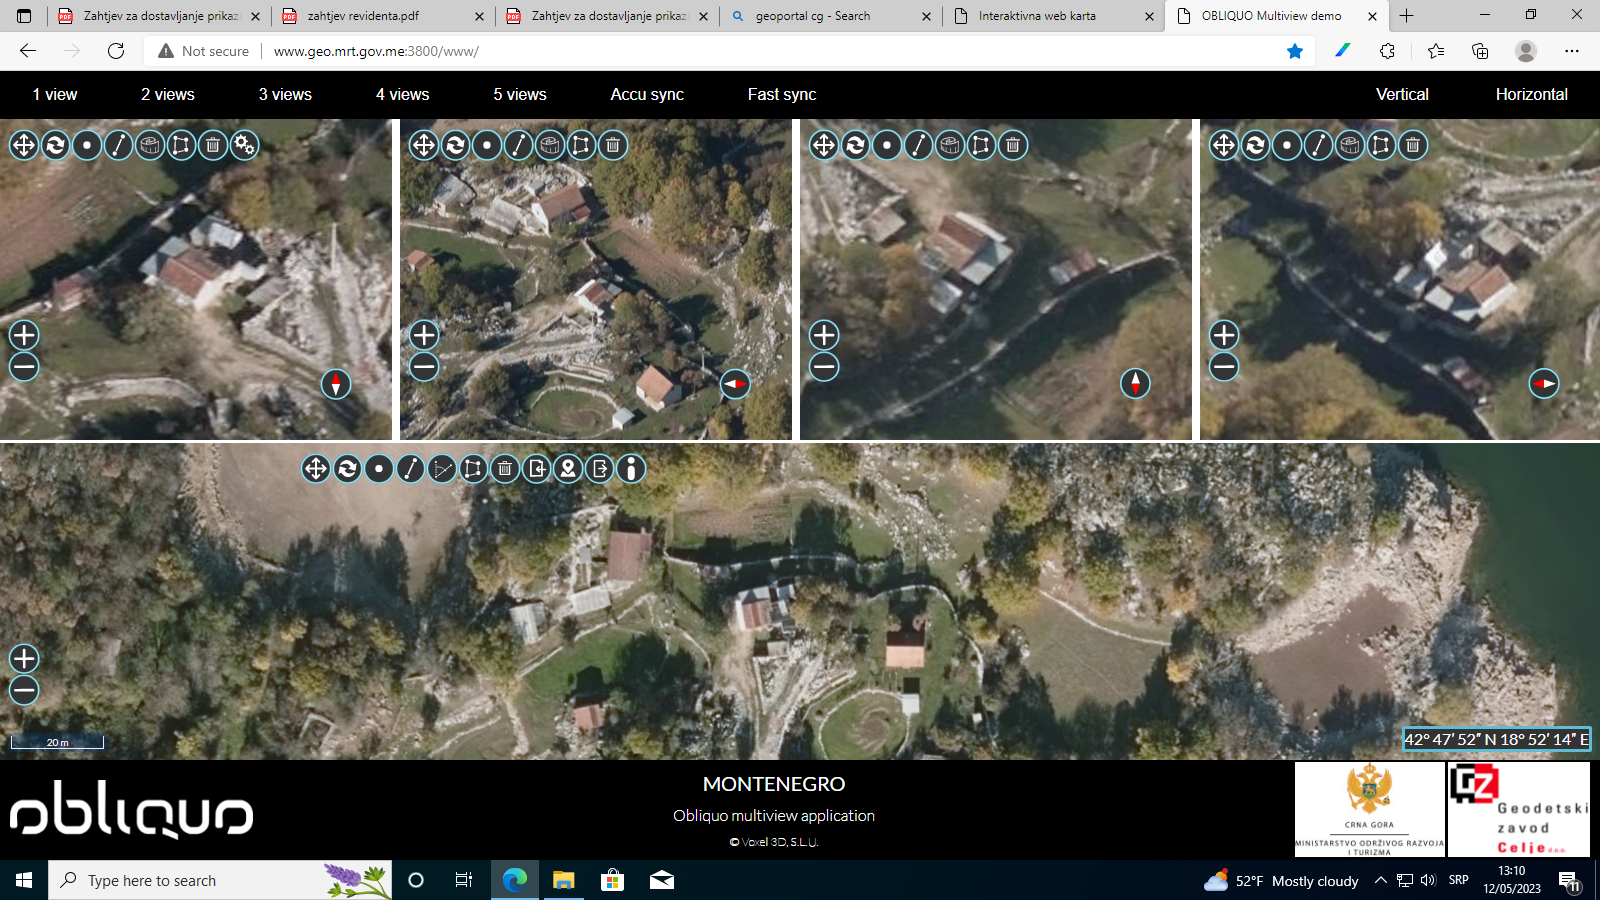 Zahtjev za dostavljanje prikaza
zahtjev revidenta.pdf
Zahtjev za dostavljanje prikaza
geoportal cg - Search
Interaktivna web karta
OBLIQUO Multiview demo
Not secure
www.geo.mrt.gov.me:3800/www/
1 view
2 views
3 views
4 views
5 views
Accu sync
Fast sync
Vertical
Horizontal
20 m
42° 47′ 52″ N 18° 52′ 14″ E
obliquo
MONTENEGRO
Obliquo multiview application
© Voxel 3D, S.L.U.
CRNA GORA
MINISTARSTVO ODRŽIVOG RAZVOJA
I TURIZMA
GZ
Geodetski
zavod
Celje d.o.o.
Type here to search
52°F Mostly cloudy
SRP
13:10
12/05/2023
11